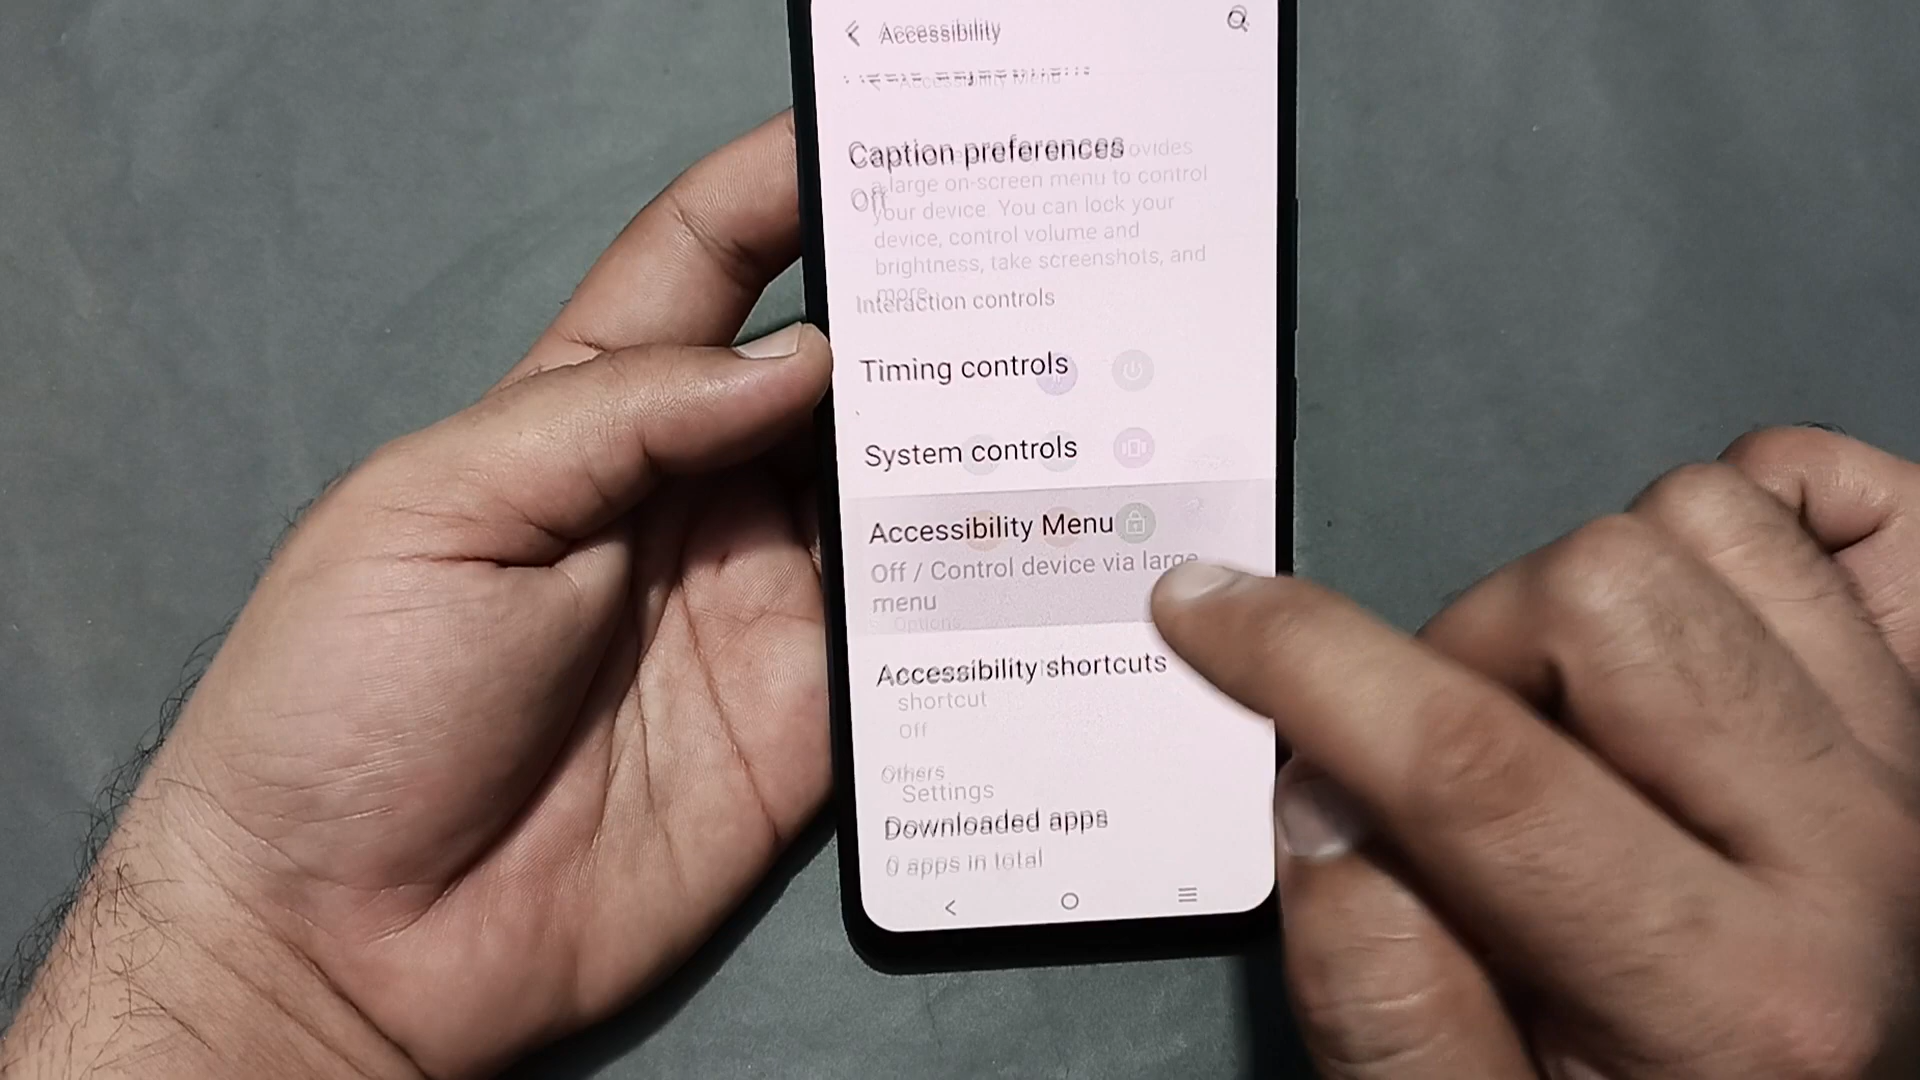 Accessibility
Accessibility Menu
Caption preferences
ovides
Off
a large on-screen menu to control
your device. You can lock your
device, control volume and
brightness, take screenshots, and
more.
Interaction controls
Timing controls
System controls
Accessibility Menu
Off / Control device via large
menu
Options
Accessibility shortcuts
shortcut
Off
Others
Settings
Downloaded apps
0 apps in total